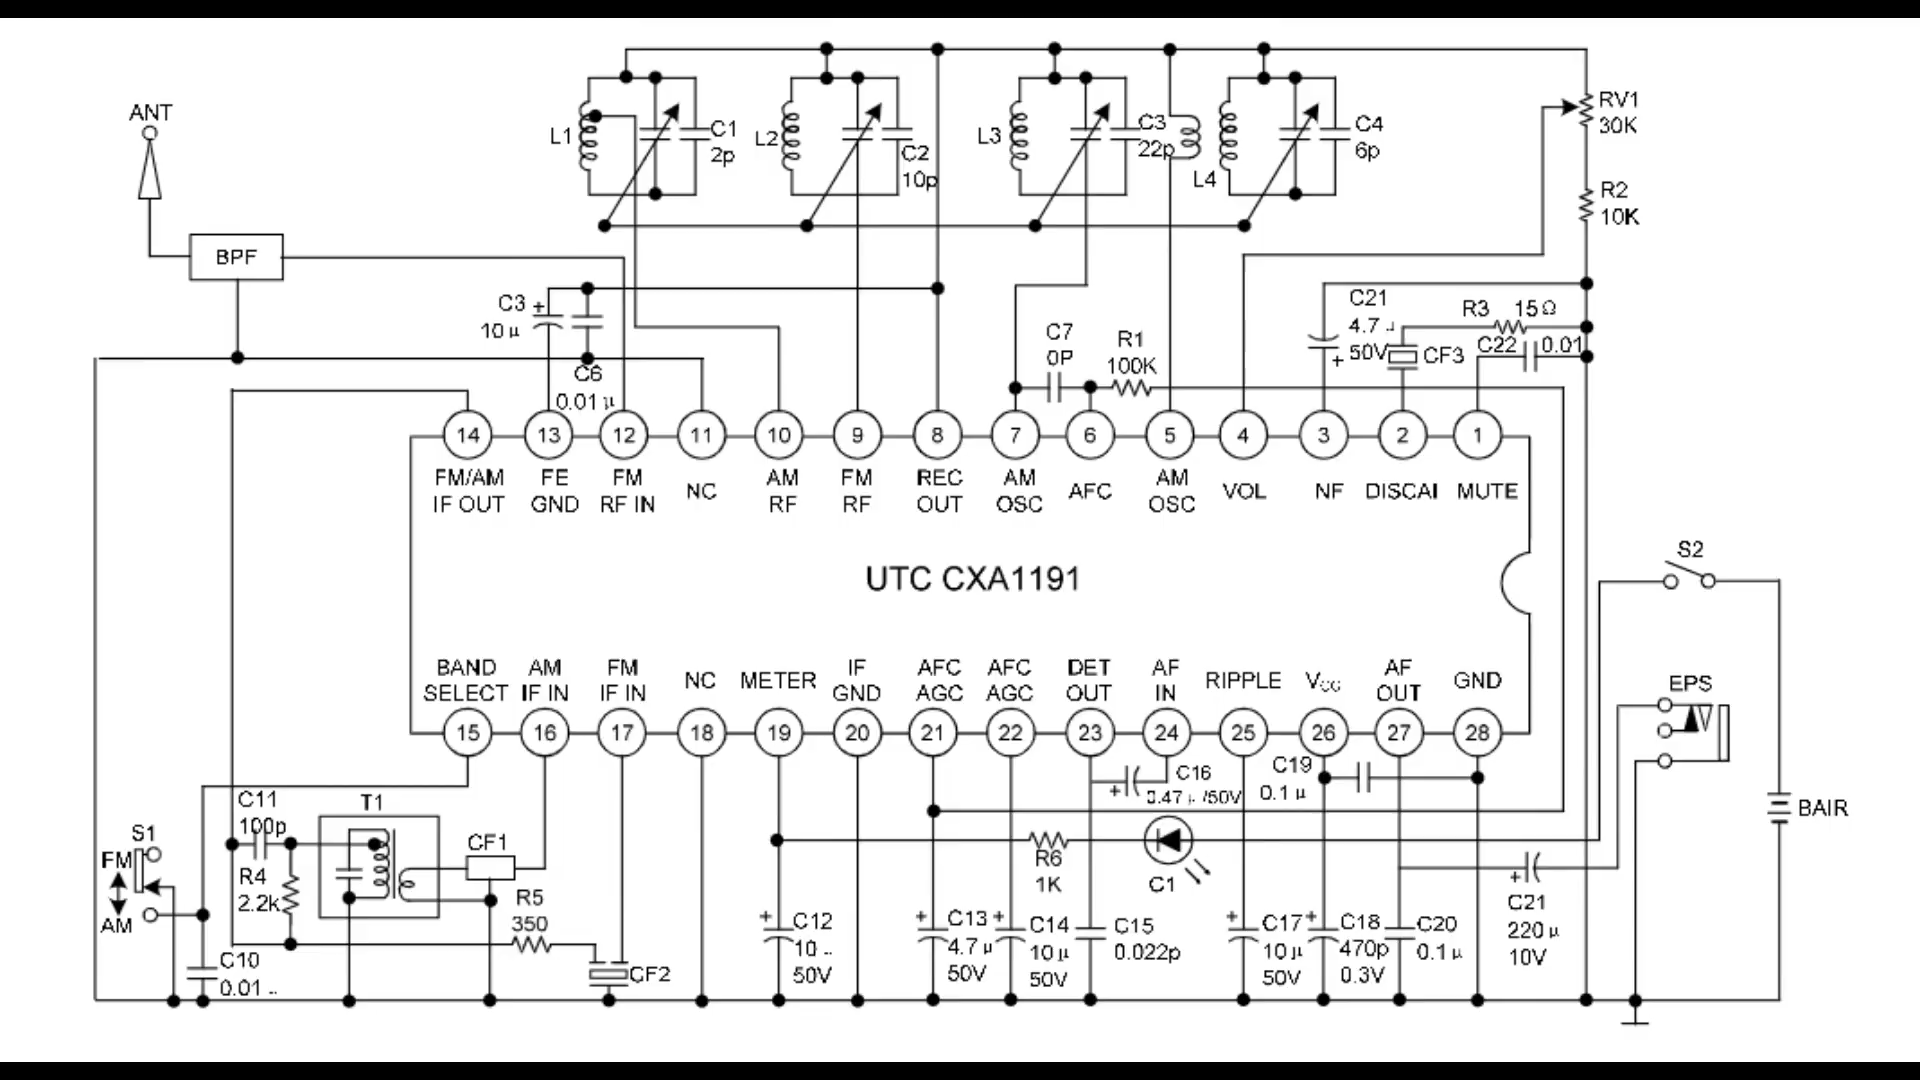 ANT
BPF
L1
C1
2p
L2
C2
10p
L3
C3
22p
L4
C4
6p
RV1
30K
R2
10K
C3 +
10 μ
C6
0.01 μ
C7
0P
R1
100K
C21
4.7
50V
+
CF3
R3 15Ω
C22 0.01
14 13 12 11 10 9 8 7 6 5 4 3 2 1
FM/AM
IF OUT
FE
GND
FM
RF IN
NC
AM
RF
FM
RF
REC
OUT
AM
OSC
AFC
AM
OSC
VOL
NF
DISCAI
MUTE
UTC CXA1191
BAND
SELECT
AM
IF IN
FM
IF IN
NC
METER
IF
GND
AFC
AGC
AFC
AGC
DET
OUT
AF
IN
RIPPLE
VCC
AF
OUT
GND
15 16 17 18 19 20 21 22 23 24 25 26 27 28
S2
EPS
BAIR
S1
FM
AM
C11
100p
R4
2.2k
T1
CF1
R5
350
CF2
C10
0.01
+
C12
10
50V
+
C13
4.7 μ
50V
+
C14
10 μ
50V
C15
0.022p
+
C16
0.47 μ /50V
R6
1K
C1
+
C17
10 μ
50V
C19
0.1 μ
+
C18
470p
0.3V
C20
0.1 μ
+
C21
220 μ
10V